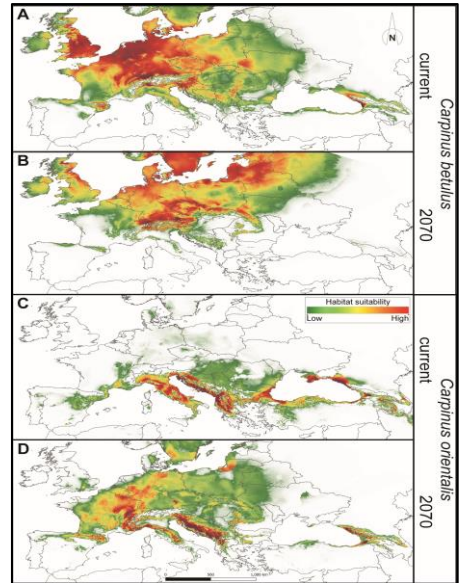 A
N
current
Carpinus betulus
B
2070
C
Habitat suitability
Low High
current
Carpinus orientalis
D
2070